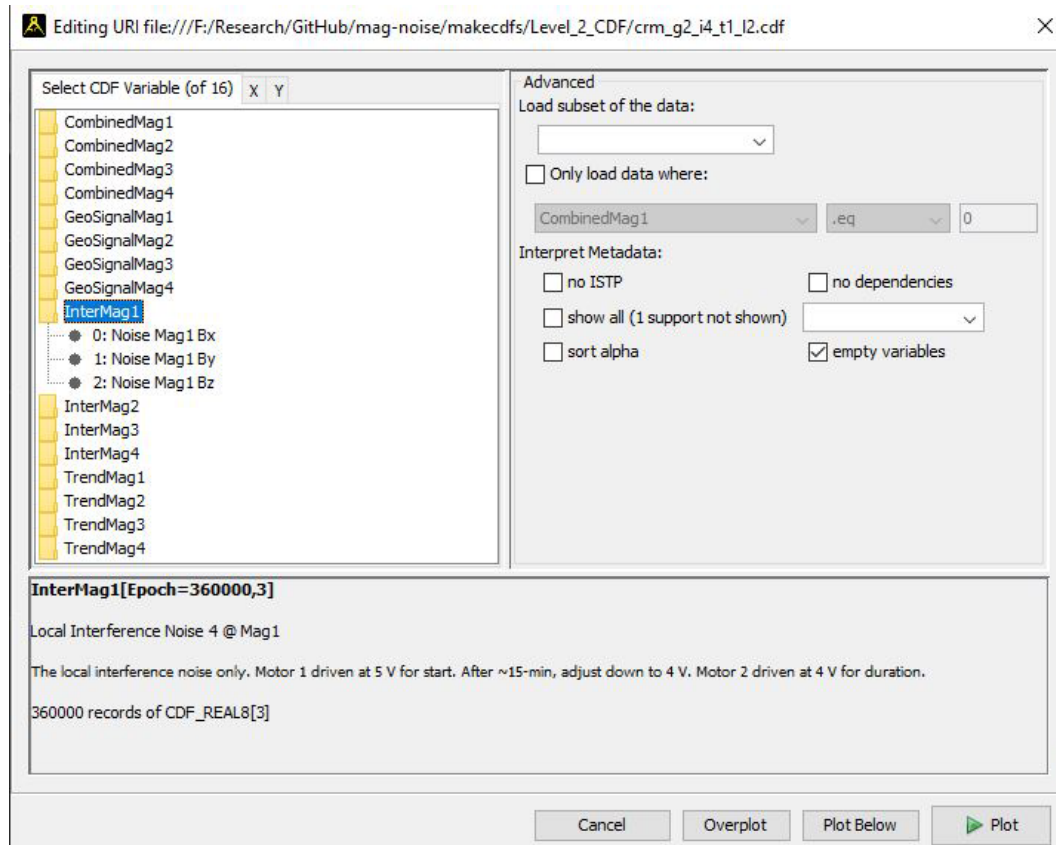 Editing URI file:///F:/Research/GitHub/mag-noise/makecdfs/Level_2_CDF/crm_g2_i4_t1_l2.cdf
Select CDF Variable (of 16) X Y
CombinedMag1
CombinedMag2
CombinedMag3
CombinedMag4
GeoSignalMag1
GeoSignalMag2
GeoSignalMag3
GeoSignalMag4
InterMag1
0: Noise Mag1 Bx
1: Noise Mag1 By
2: Noise Mag1 Bz
InterMag2
InterMag3
InterMag4
TrendMag1
TrendMag2
TrendMag3
TrendMag4
Advanced
Load subset of the data:
Only load data where:
CombinedMag1 .eq 0
Interpret Metadata:
no ISTP no dependencies
show all (1 support not shown)
sort alpha empty variables
InterMag1[Epoch=360000,3]
Local Interference Noise 4 @ Mag1
The local interference noise only. Motor 1 driven at 5 V for start. After ~15-min, adjust down to 4 V. Motor 2 driven at 4 V for duration.
360000 records of CDF_REAL8[3]
Cancel Overplot Plot Below Plot